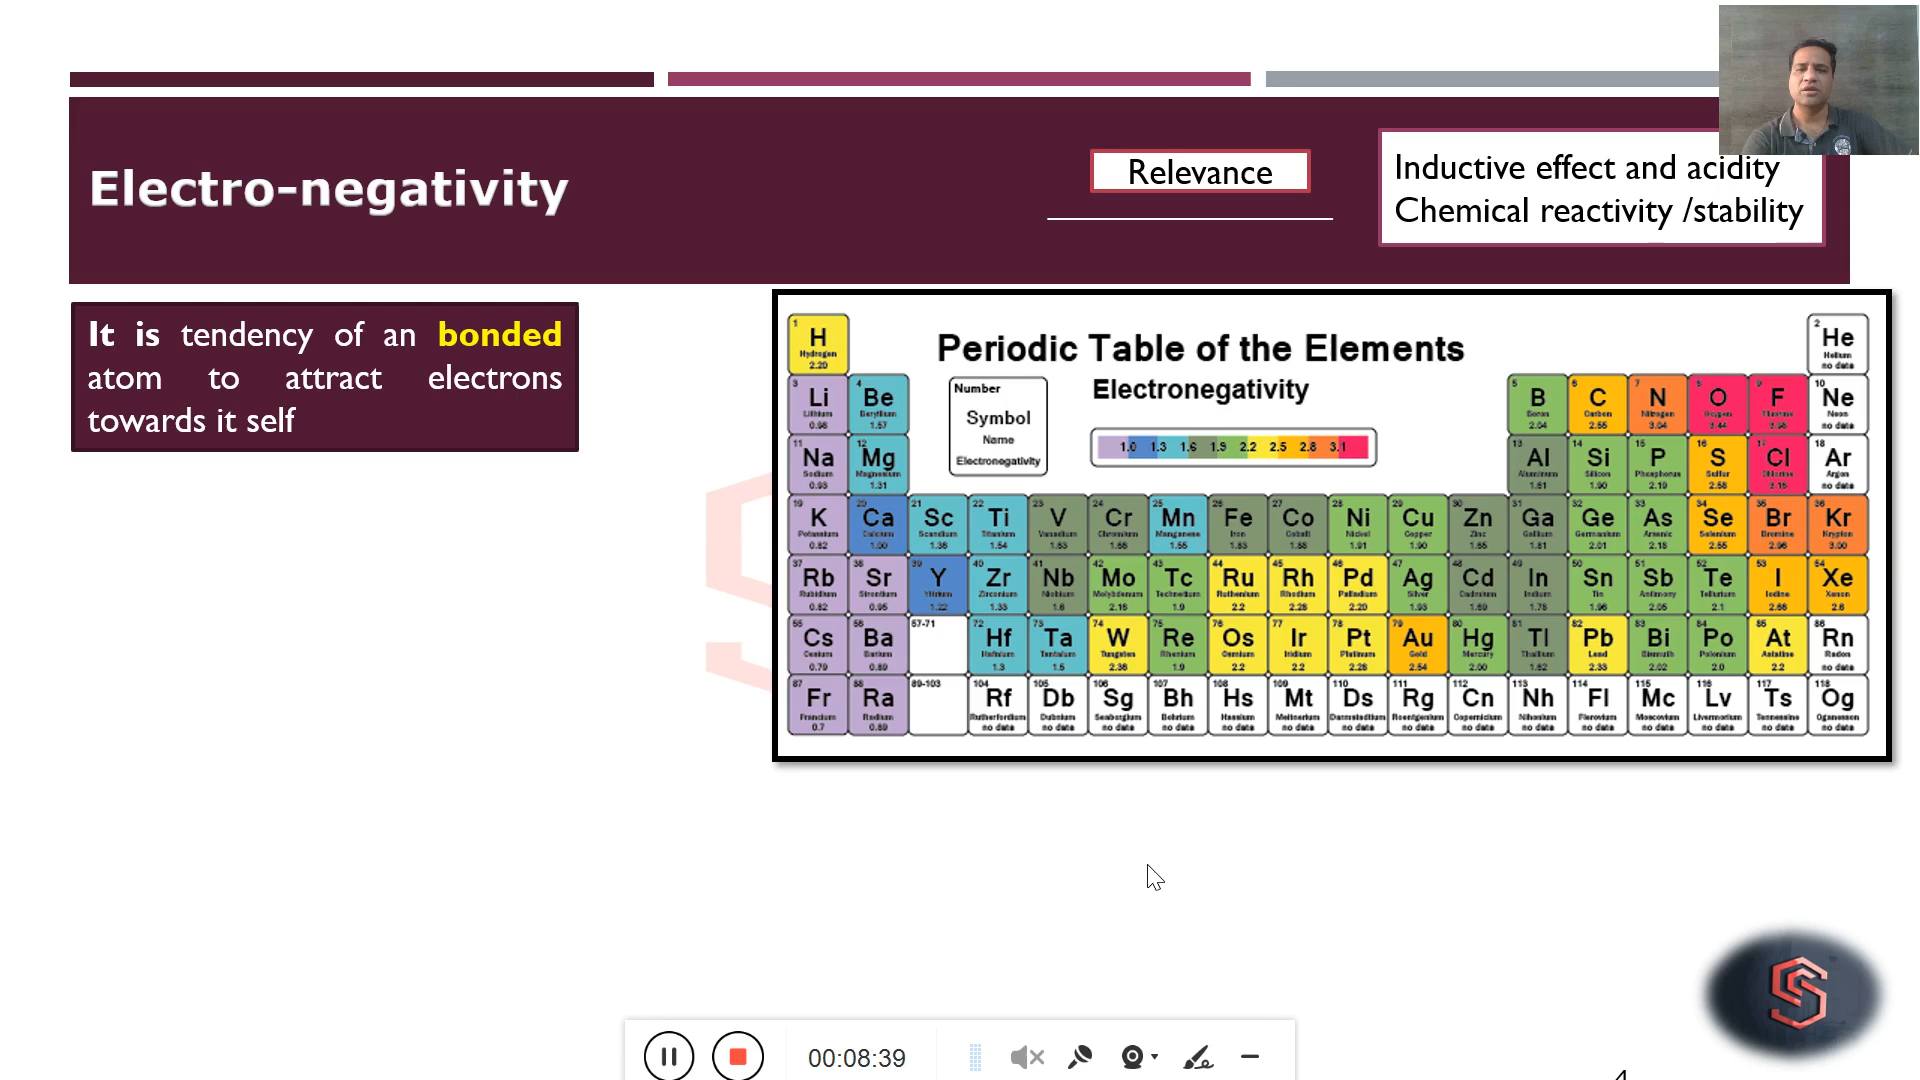 Electro-negativity
Relevance
Inductive effect and acidity
Chemical reactivity /stability
It is tendency of an bonded
atom to attract electrons
towards it self
Periodic Table of the Elements
Electronegativity
Number
Symbol
Name
Electronegativity
1.0 1.3 1.6 1.9 2.2 2.5 2.8 3.1
1 H Hydrogen 2.20
2 He Helium no data
3 Li Lithium 0.98
4 Be Beryllium 1.57
5 B Boron 2.04
6 C Carbon 2.55
7 N Nitrogen 3.04
8 O Oxygen 3.44
9 F Fluorine 3.98
10 Ne Neon no data
11 Na Sodium 0.93
12 Mg Magnesium 1.31
13 Al Aluminum 1.61
14 Si Silicon 1.90
15 P Phosphorus 2.19
16 S Sulfur 2.58
17 Cl Chlorine 3.16
18 Ar Argon no data
19 K Potassium 0.82
20 Ca Calcium 1.00
21 Sc Scandium 1.36
22 Ti Titanium 1.54
23 V Vanadium 1.63
24 Cr Chromium 1.66
25 Mn Manganese 1.55
26 Fe Iron 1.83
27 Co Cobalt 1.88
28 Ni Nickel 1.91
29 Cu Copper 1.90
30 Zn Zinc 1.65
31 Ga Gallium 1.81
32 Ge Germanium 2.01
33 As Arsenic 2.18
34 Se Selenium 2.55
35 Br Bromine 2.96
36 Kr Krypton 3.00
37 Rb Rubidium 0.82
38 Sr Strontium 0.95
39 Y Yttrium 1.22
40 Zr Zirconium 1.33
41 Nb Niobium 1.6
42 Mo Molybdenum 2.16
43 Tc Technetium 1.9
44 Ru Ruthenium 2.2
45 Rh Rhodium 2.28
46 Pd Palladium 2.20
47 Ag Silver 1.93
48 Cd Cadmium 1.69
49 In Indium 1.78
50 Sn Tin 1.96
51 Sb Antimony 2.05
52 Te Tellurium 2.1
53 I Iodine 2.66
54 Xe Xenon 2.6
55 Cs Cesium 0.79
56 Ba Barium 0.89
57-71
72 Hf Hafnium 1.3
73 Ta Tantalum 1.5
74 W Tungsten 2.36
75 Re Rhenium 1.9
76 Os Osmium 2.2
77 Ir Iridium 2.2
78 Pt Platinum 2.28
79 Au Gold 2.54
80 Hg Mercury 2.00
81 Tl Thallium 1.62
82 Pb Lead 2.33
83 Bi Bismuth 2.02
84 Po Polonium 2.0
85 At Astatine 2.2
86 Rn Radon no data
87 Fr Francium 0.7
88 Ra Radium 0.89
89-103
104 Rf Rutherfordium no data
105 Db Dubnium no data
106 Sg Seaborgium no data
107 Bh Bohrium no data
108 Hs Hassium no data
109 Mt Meitnerium no data
110 Ds Darmstadtium no data
111 Rg Roentgenium no data
112 Cn Copernicium no data
113 Nh Nihonium no data
114 Fl Flerovium no data
115 Mc Moscovium no data
116 Lv Livermorium no data
117 Ts Tennessine no data
118 Og Oganesson no data
00:08:39